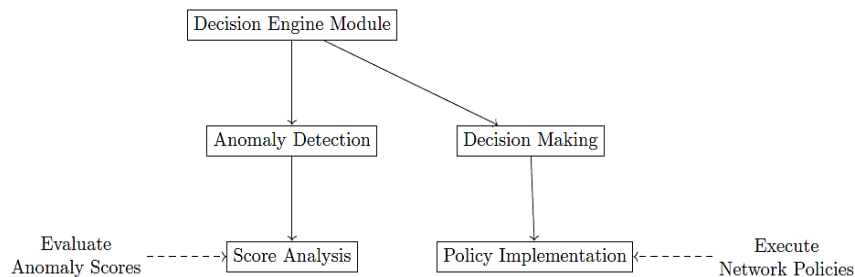 Decision Engine Module
Anomaly Detection
Decision Making
Evaluate
Anomaly Scores
Score Analysis
Policy Implementation
Execute
Network Policies